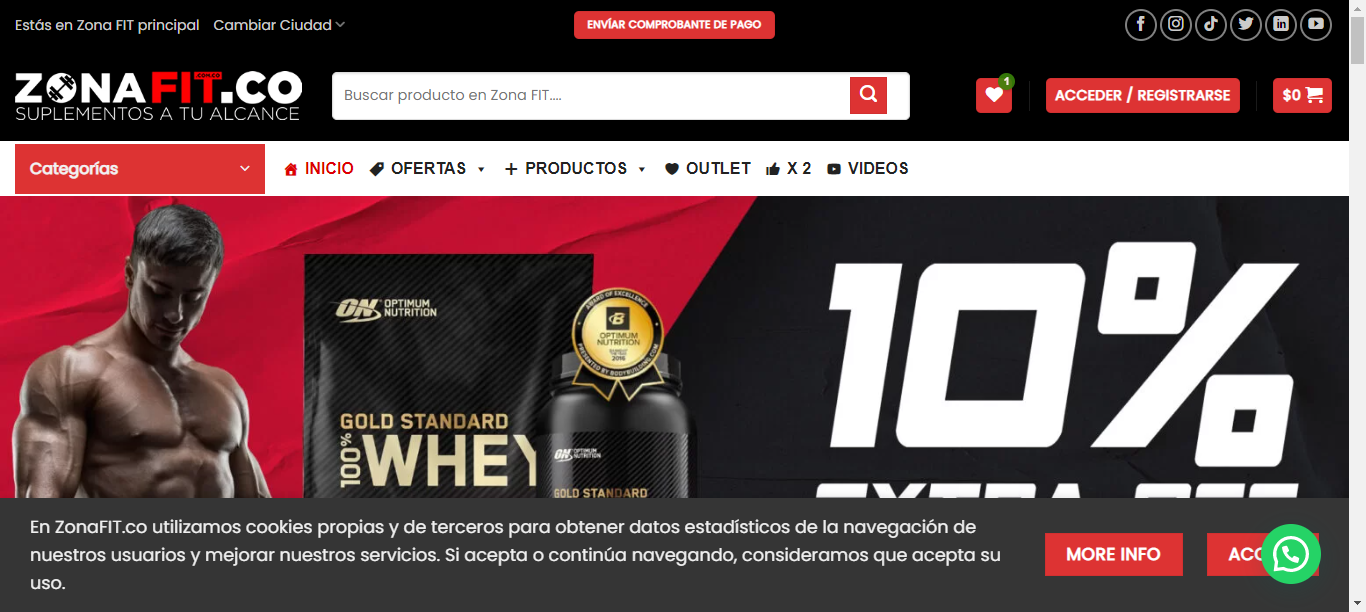 Estás en Zona FIT principal Cambiar Ciudad
ENVÍAR COMPROBANTE DE PAGO
ZONAFIT.CO
.COM.CO
SUPLEMENTOS A TU ALCANCE
Buscar producto en Zona FIT....
1
ACCEDER / REGISTRARSE
$0
Categorías
INICIO
OFERTAS
PRODUCTOS
OUTLET
X 2
VIDEOS
ON OPTIMUM
NUTRITION
GOLD STANDARD
100% WHEY
AWARD OF EXCELLENCE
B
OPTIMUM
NUTRITION
2016
PRESENTED BY BODYBUILDING.COM
ON OPTIMUM
NUTRITION
GOLD STANDARD
10%
En ZonaFIT.co utilizamos cookies propias y de terceros para obtener datos estadísticos de la navegación de
nuestros usuarios y mejorar nuestros servicios. Si acepta o continúa navegando, consideramos que acepta su
uso.
MORE INFO